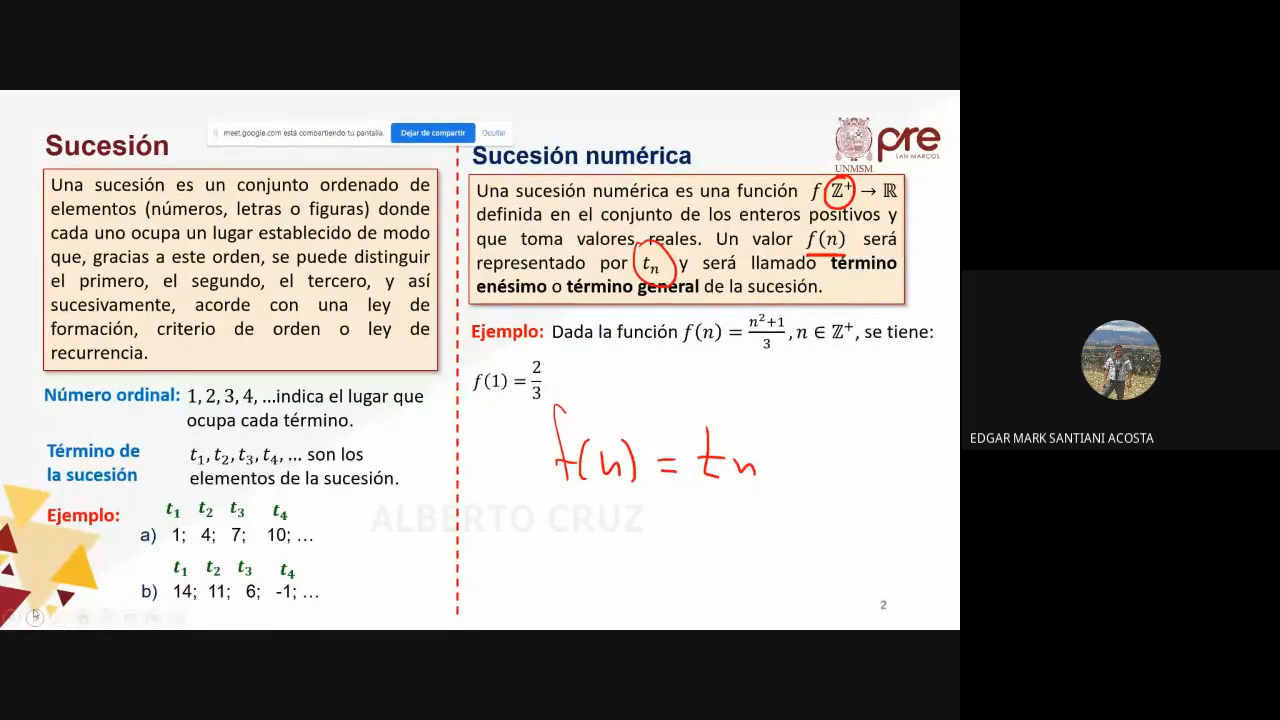 Sucesión
meet.google.com está compartiendo tu pantalla.
Dejar de compartir
Ocultar
Una sucesión es un conjunto ordenado de
elementos (números, letras o figuras) donde
cada uno ocupa un lugar establecido de modo
que, gracias a este orden, se puede distinguir
el primero, el segundo, el tercero, y así
sucesivamente, acorde con una ley de
formación, criterio de orden o ley de
recurrencia.
Número ordinal: 1, 2, 3, 4, …indica el lugar que
ocupa cada término.
Término de
la sucesión
t₁, t₂, t₃, t₄, … son los
elementos de la sucesión.
Ejemplo:
t₁ t₂ t₃ t₄
a) 1; 4; 7; 10; …
t₁ t₂ t₃ t₄
b) 14; 11; 6; -1; …
Sucesión numérica
UNMSM
pre
SAN MARCOS
Una sucesión numérica es una función f ℤ⁺ → ℝ
definida en el conjunto de los enteros positivos y
que toma valores reales. Un valor f(n) será
representado por tₙ y será llamado término
enésimo o término general de la sucesión.
Ejemplo: Dada la función f(n) = (n²+1)/3, n ∈ ℤ⁺, se tiene:
f(1) = 2/3
f(n) = tn
ALBERTO CRUZ
2
EDGAR MARK SANTIANI ACOSTA